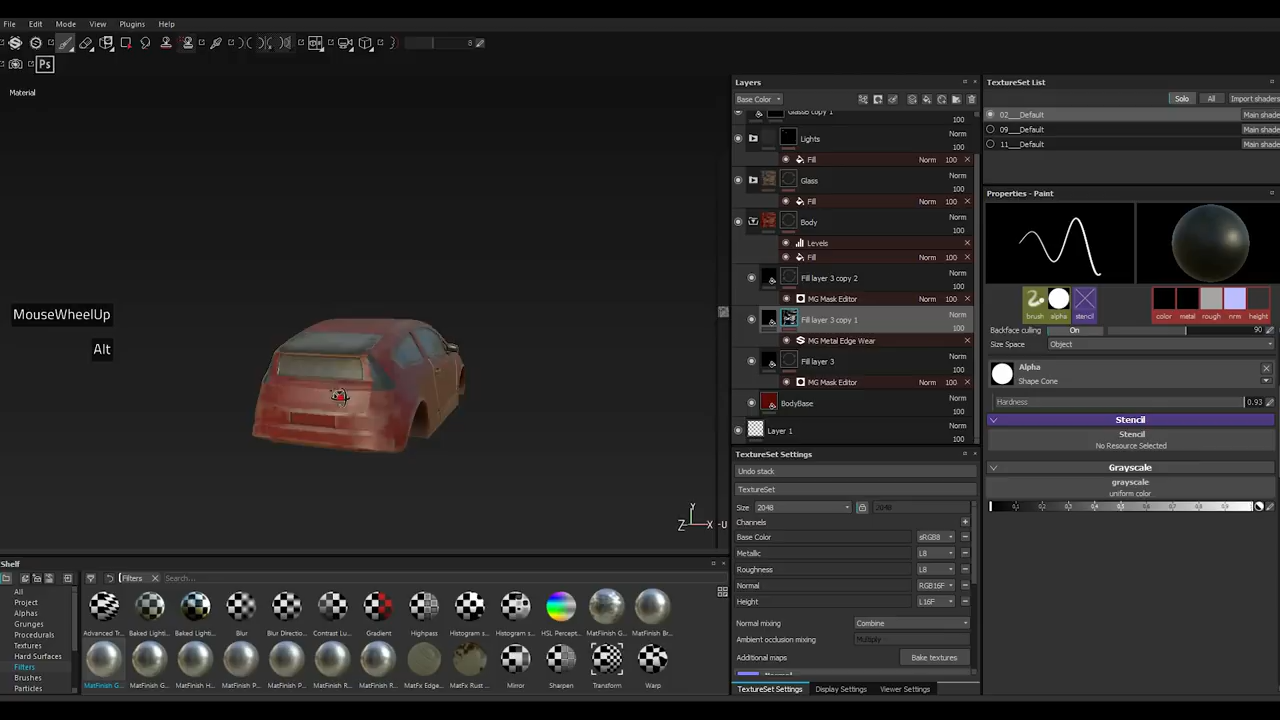 File Edit Mode View Plugins Help
8
Ps
Material
MouseWheelUp
Alt
Z X
Y
Layers
Base Color
Norm
100
Lights Norm
100
Fill Norm 100
Glass Norm
100
Fill Norm 100
Body Norm
100
Levels
Fill Norm 100
Fill layer 3 copy 2 Norm
100
MG Mask Editor Norm 100
Fill layer 3 copy 1 Norm
100
MG Metal Edge Wear
Fill layer 3 Norm
100
MG Mask Editor Norm 100
BodyBase Norm
100
Layer 1 Norm
100
TextureSet Settings
Undo stack
TextureSet
Size 2048 2048
Channels
Base Color sRGB8
Metallic L8
Roughness L8
Normal RGB16F
Height L16F
Normal mixing Combine
Ambient occlusion mixing Multiply
Additional maps Bake textures
TextureSet Settings Display Settings Viewer Settings
TextureSet List
Solo All Import shaders
02___Default Main shade
09___Default Main shade
11___Default Main shade
Properties - Paint
brush alpha stencil color metal rough nrm height
Backface culling On 90
Size Space Object
Alpha
Shape Cone
Hardness 0.93
Stencil
Stencil
No Resource Selected
Grayscale
grayscale
uniform color
Shelf
Filters Search...
All
Project
Alphas
Grunges
Procedurals
Textures
Hard Surfaces
Filters
Brushes
Particles
Advanced Tr... Baked Lighti... Baked Lighti... Blur Blur Directio... Contrast Lu... Gradient Highpass Histogram s... Histogram s... HSL Percept... MatFinish G... MatFinish Br...
MatFinish G... MatFinish G... MatFinish H... MatFinish P... MatFinish P... MatFinish R... MatFinish R... MatFx Edge... MatFx Rust ... Mirror Sharpen Transform Warp